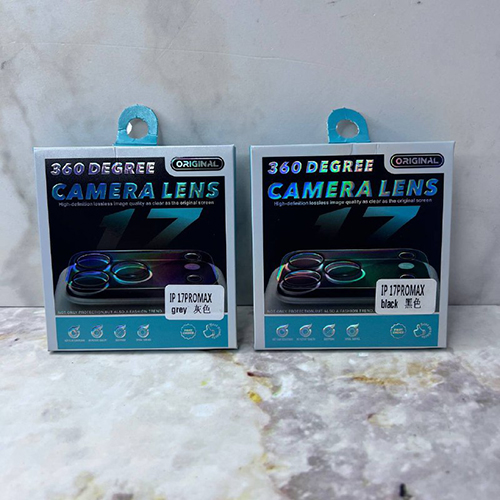 360 DEGREE
ORIGINAL
CAMERA LENS
High-definition lossless image quality as clear as the original screen
17
IP 17PROMAX
grey 灰色
360 DEGREE
ORIGINAL
CAMERA LENS
High-definition lossless image quality as clear as the original screen
17
IP 17PROMAX
black 黑色